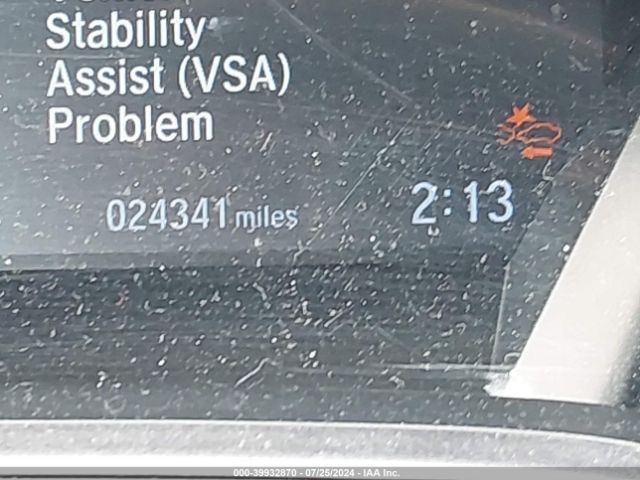 Stability
Assist (VSA)
Problem
024341 miles
2:13
000-39932870 - 07/25/2024 - IAA Inc.